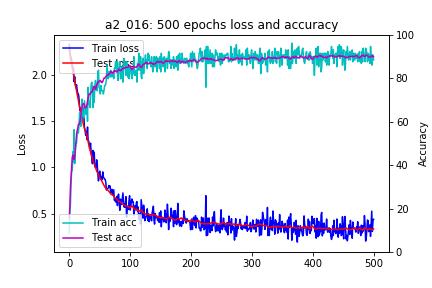 a2_016: 500 epochs loss and accuracy
Train loss
Test loss
Train acc
Test acc
Loss
2.0
1.5
1.0
0.5
Accuracy
100
80
60
40
20
0
0
100
200
300
400
500